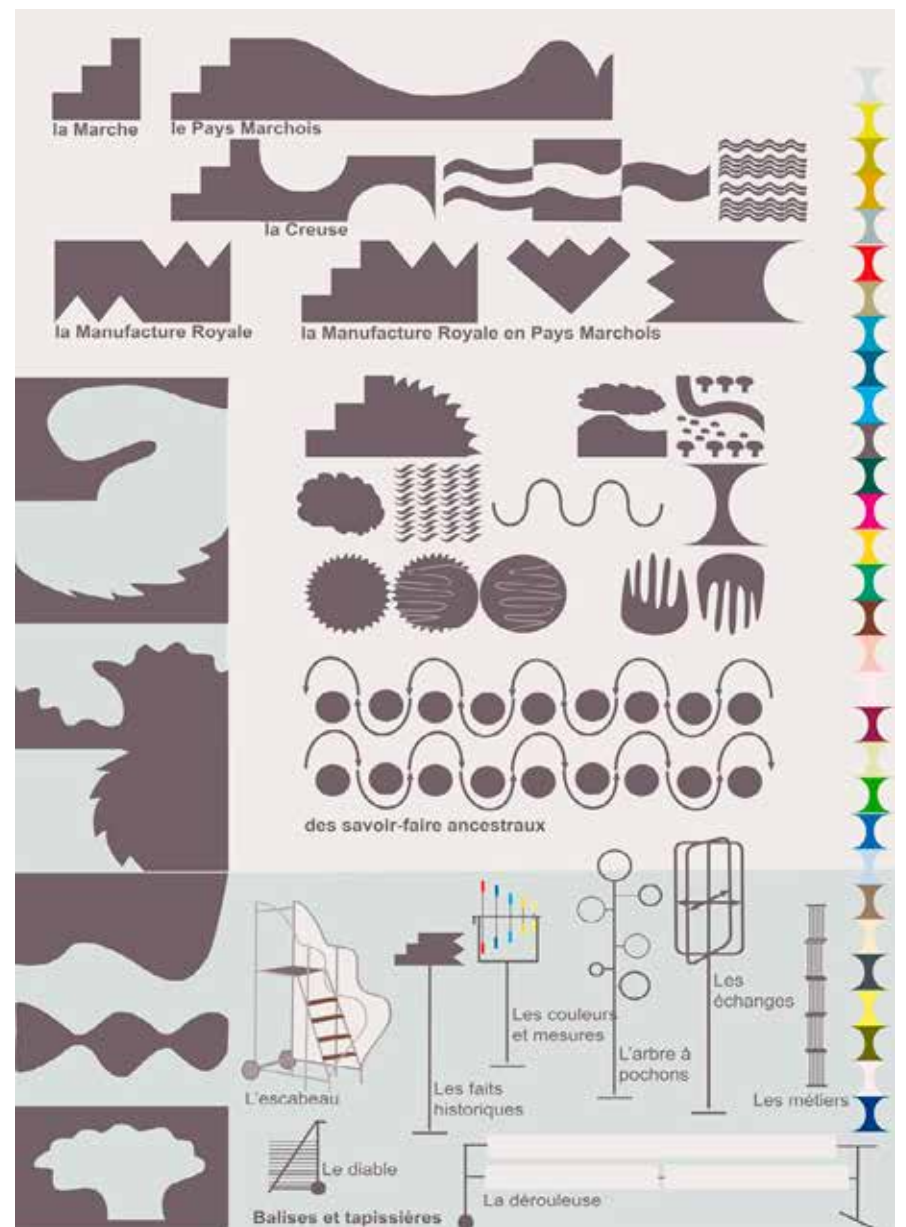 la Marche
le Pays Marchois
la Creuse
la Manufacture Royale
la Manufacture Royale en Pays Marchois
des savoir-faire ancestraux
L'escabeau
Les faits
historiques
Les couleurs
et mesures
L'arbre à
pochons
Les
échanges
Les métiers
Le diable
La dérouleuse
Balises et tapissières